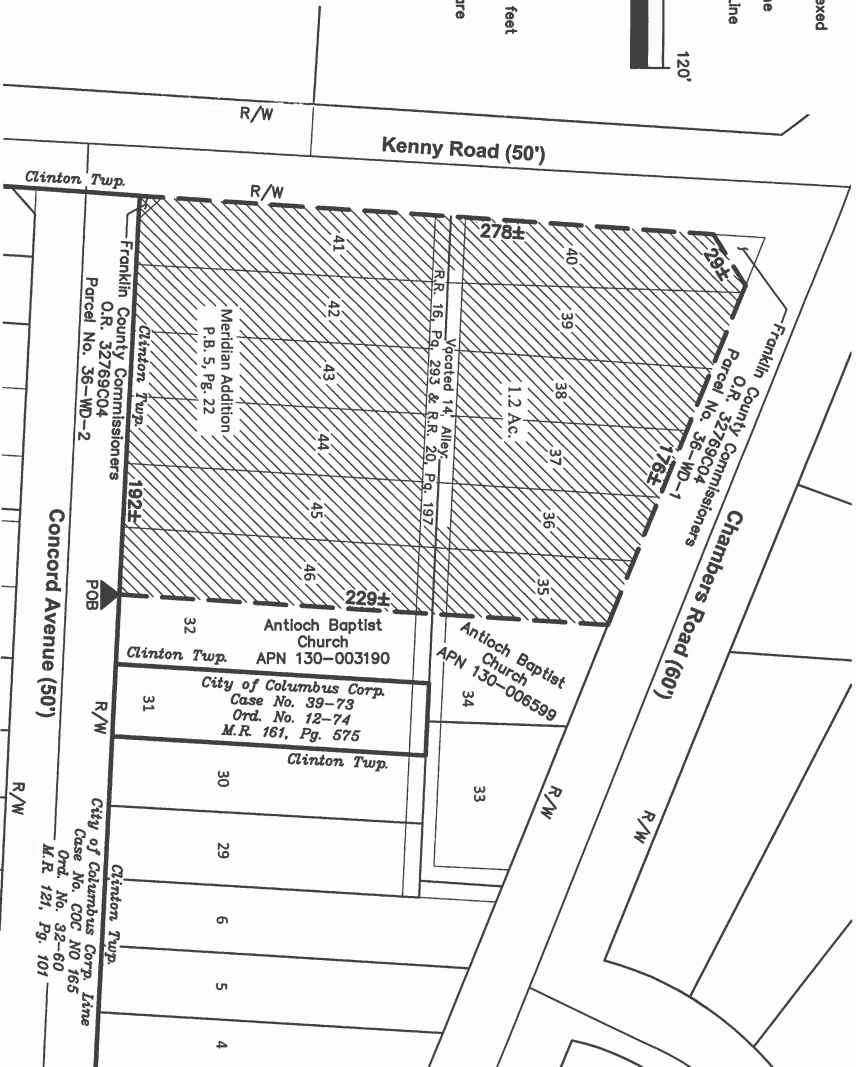 exed
ne
Line
feet
are
120'
R/W
Kenny Road (50')
Clinton Twp.
R/W
278±
29±
Franklin County Commissioners
O.R. 32769C04
Parcel No. 36-WD-1
Franklin County Commissioners
O.R. 32769C04
Parcel No. 36-WD-2
Clinton Twp.
41
42
43
44
45
46
40
39
38
37
36
35
Meridian Addition
P.B. 5, Pg. 22
R.R. 16, Pg. 293 & R.R. 20, Pg. 197
Vacated 14' Alley
1.2 Ac.
176±
Chambers Road (60')
192±
229±
POB
Concord Avenue (50')
32
Antioch Baptist
Church
APN 130-003190
Antioch Baptist
Church
APN 130-006599
Clinton Twp.
31
City of Columbus Corp.
Case No. 39-73
Ord. No. 12-74
M.R. 161, Pg. 575
Clinton Twp.
34
33
30
29
6
5
4
R/W
R/W
R/W
R/W
Clinton Twp.
City of Columbus Corp. Line
Case No. COC NO 165
Ord. No. 32-60
M.R. 121, Pg. 101